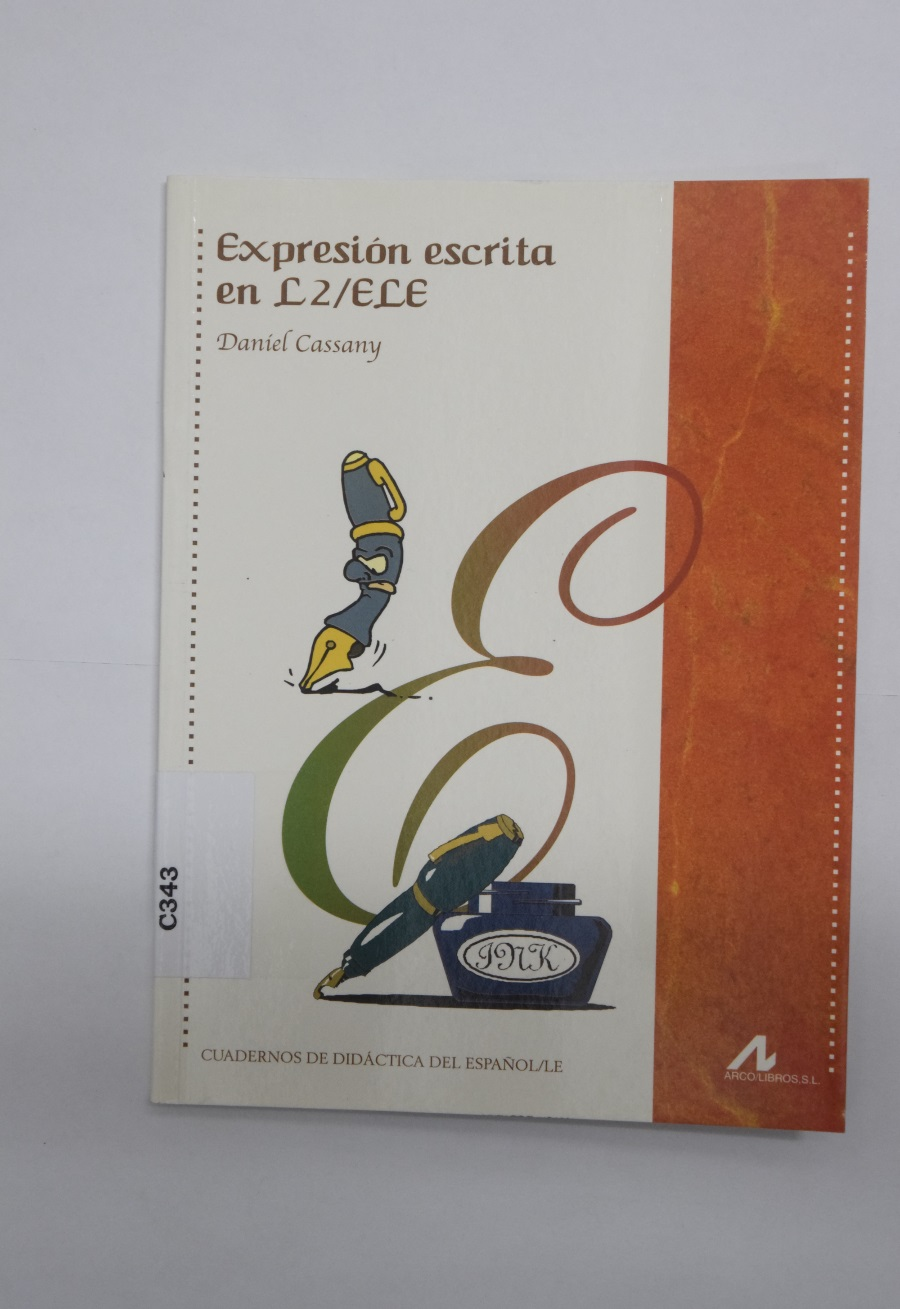 Expresión escrita
en L2/ELE
Daniel Cassany
C343
INK
CUADERNOS DE DIDÁCTICA DEL ESPAÑOL/LE
ARCO/LIBROS, S.L.